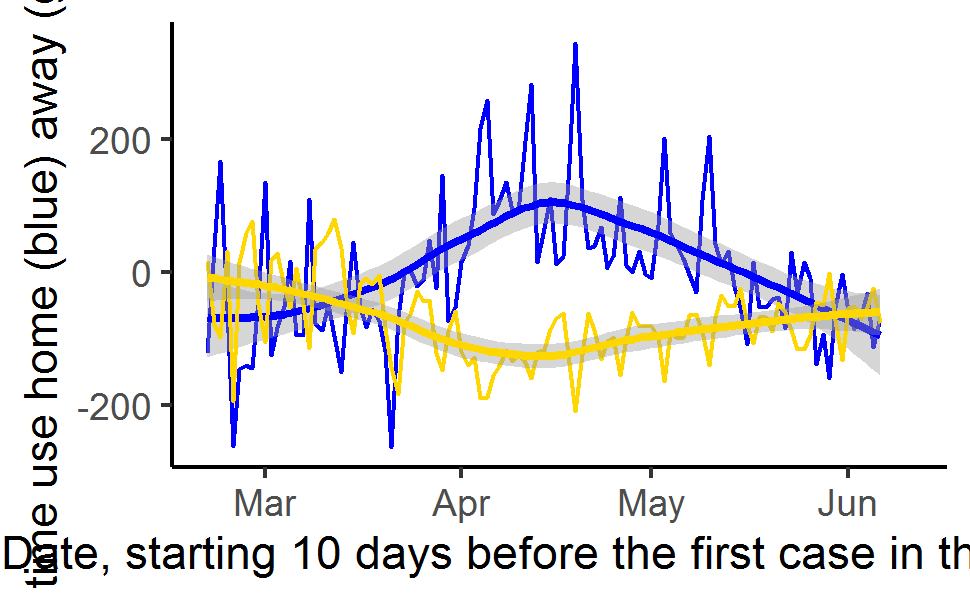 time use home (blue) away (
200
0
-200
Mar Apr May Jun
Date, starting 10 days before the first case in th